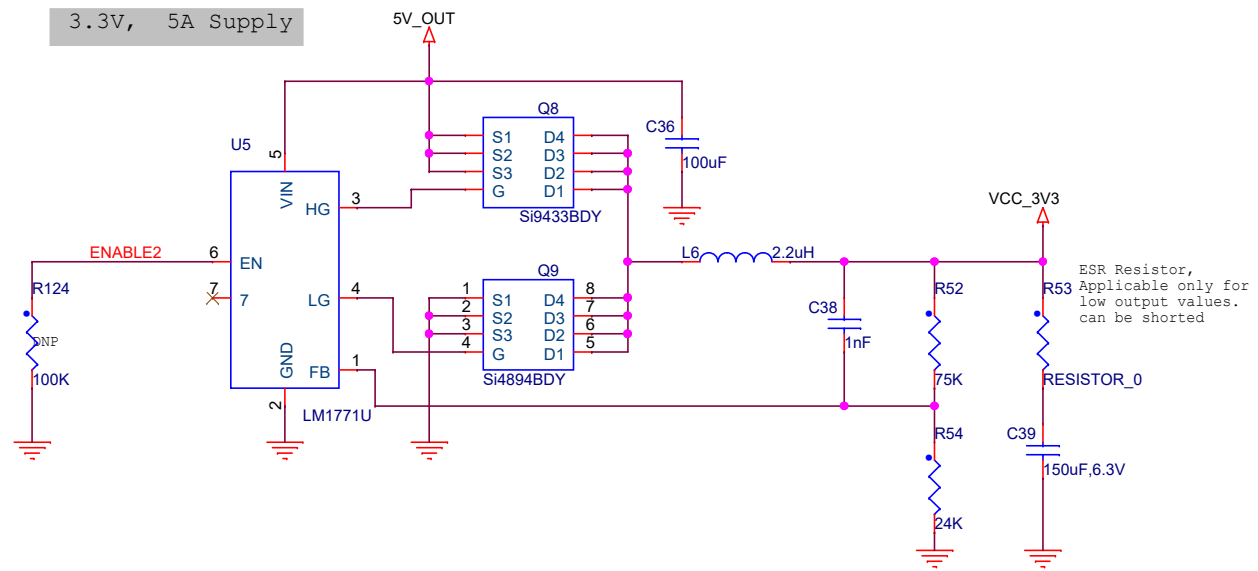 3.3V, 5A Supply
5V_OUT
Q8
C36
100uF
S1 D4
S2 D3
S3 D2
G D1
Si9433BDY
U5
5
VIN
HG
3
VCC_3V3
ENABLE2
6
EN
L6
2.2uH
ESR Resistor,
Applicable only for
low output values.
can be shorted
Q9
R124
7
7
LG
4
1 S1 D4 8
2 S2 D3 7
3 S3 D2 6
4 G D1 5
Si4894BDY
C38
1nF
R52
75K
R53
RESISTOR_0
DNP
100K
GND
2
FB
1
LM1771U
R54
24K
C39
150uF,6.3V